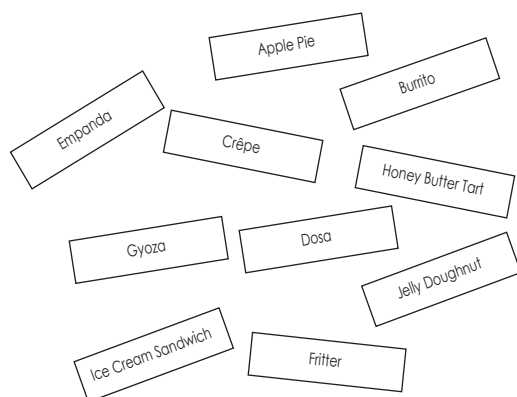 Apple Pie
Burrito
Empanda
Crêpe
Honey Butter Tart
Gyoza
Dosa
Jelly Doughnut
Ice Cream Sandwich
Fritter